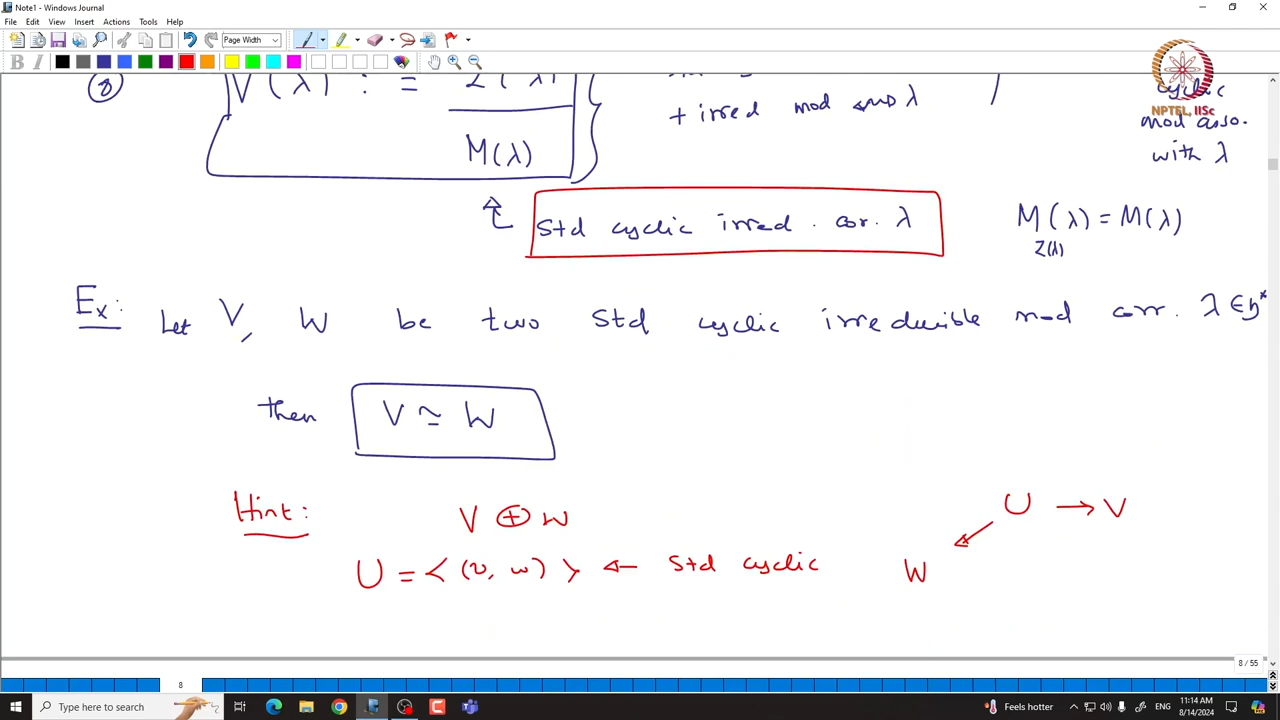 Note1 - Windows Journal
File Edit View Insert Actions Tools Help
Page Width
NPTEL, IISc
8 V(λ) := Z(λ)
M(λ)
+ irred mod ⟷ λ
cyclic
mod asso.
with λ
Std cyclic irred. cor. λ
M (λ) = M(λ)
Z(λ)
Ex: Let V, W be two Std cyclic irreducible mod corr. λ ∈ h*
then V ≃ W
Hint: V ⊕ W
U → V
U = < (v, w) > ← Std cyclic
W
8 / 55
8
Type here to search
Feels hotter
ENG
11:14 AM
8/14/2024